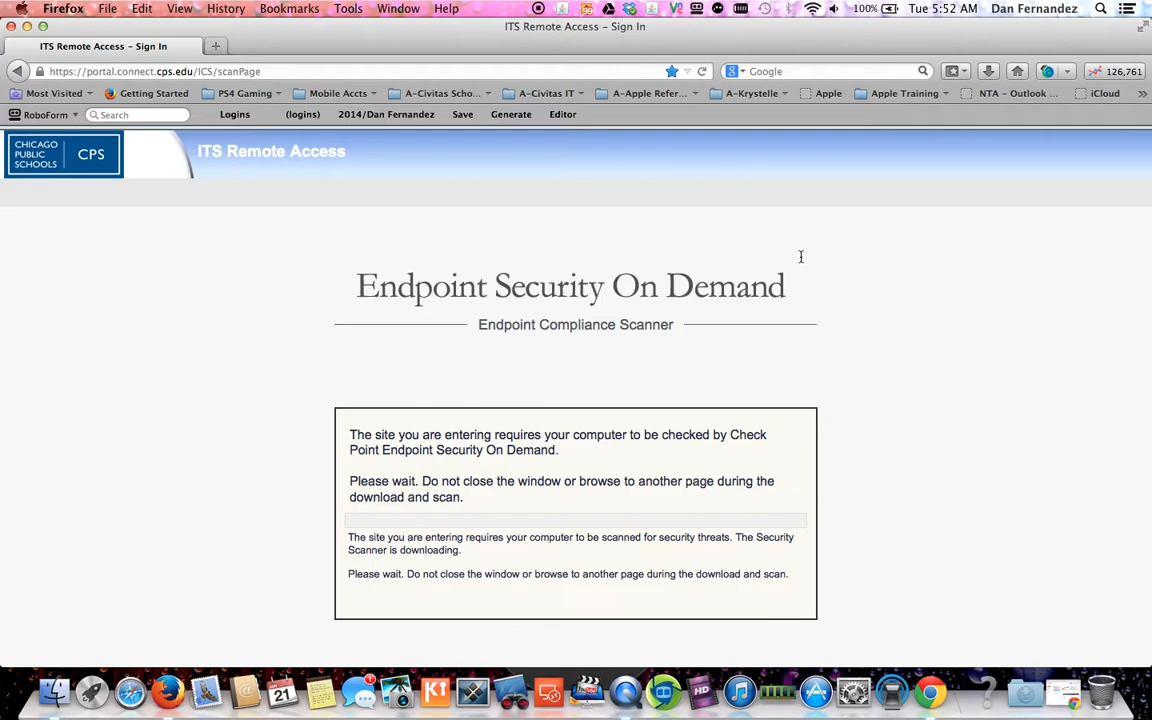 Firefox File Edit View History Bookmarks Tools Window Help 100% Tue 5:52 AM Dan Fernandez
ITS Remote Access - Sign In
ITS Remote Access - Sign In
https://portal.connect.cps.edu/ICS/scanPage Google 126,761
Most Visited Getting Started PS4 Gaming Mobile Accts A-Civitas Scho... A-Civitas IT A-Apple Refer... A-Krystelle Apple Apple Training NTA - Outlook ... iCloud
RoboForm Search Logins (logins) 2014/Dan Fernandez Save Generate Editor
CHICAGO PUBLIC SCHOOLS CPS ITS Remote Access
Endpoint Security On Demand
Endpoint Compliance Scanner
The site you are entering requires your computer to be checked by Check
Point Endpoint Security On Demand.
Please wait. Do not close the window or browse to another page during the
download and scan.
The site you are entering requires your computer to be scanned for security threats. The Security
Scanner is downloading.
Please wait. Do not close the window or browse to another page during the download and scan.
21
1
HD